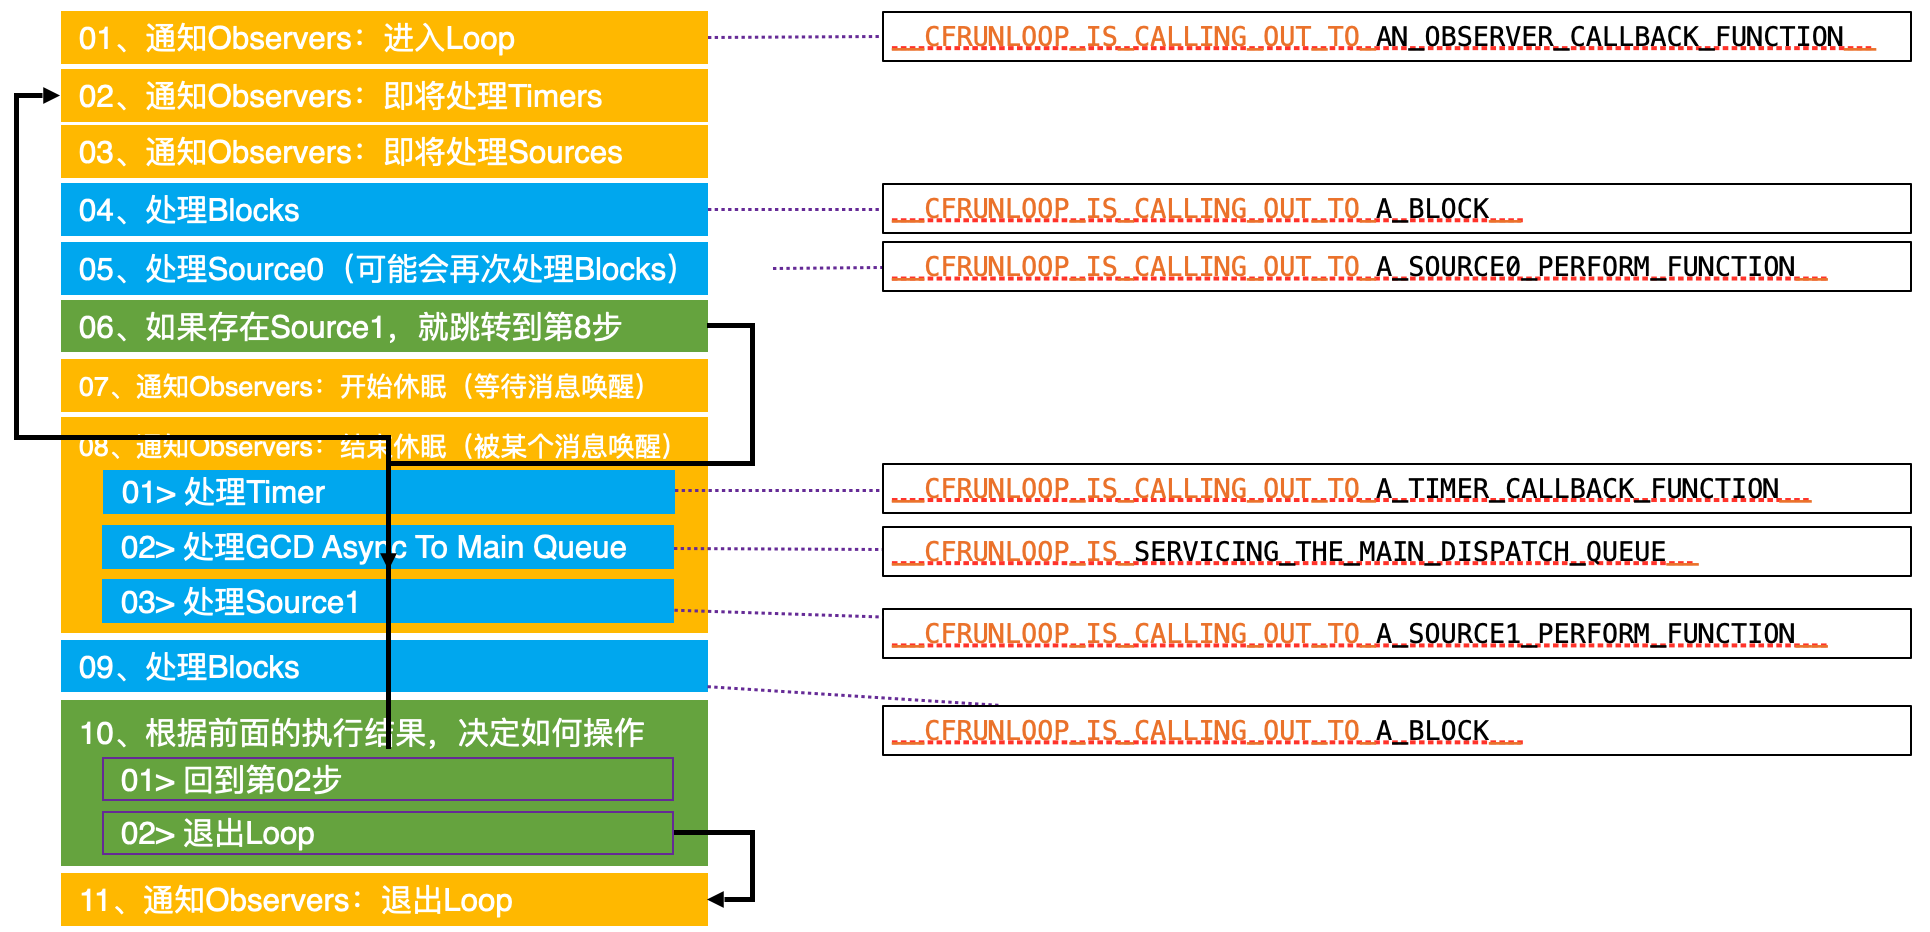 01、通知Observers：进入Loop
__CFRUNLOOP_IS_CALLING_OUT_TO_AN_OBSERVER_CALLBACK_FUNCTION__
02、通知Observers：即将处理Timers
03、通知Observers：即将处理Sources
04、处理Blocks
__CFRUNLOOP_IS_CALLING_OUT_TO_A_BLOCK__
05、处理Source0（可能会再次处理Blocks）
__CFRUNLOOP_IS_CALLING_OUT_TO_A_SOURCE0_PERFORM_FUNCTION__
06、如果存在Source1，就跳转到第8步
07、通知Observers：开始休眠（等待消息唤醒）
08、通知Observers：结束休眠（被某个消息唤醒）
01> 处理Timer
__CFRUNLOOP_IS_CALLING_OUT_TO_A_TIMER_CALLBACK_FUNCTION__
02> 处理GCD Async To Main Queue
__CFRUNLOOP_IS_SERVICING_THE_MAIN_DISPATCH_QUEUE__
03> 处理Source1
__CFRUNLOOP_IS_CALLING_OUT_TO_A_SOURCE1_PERFORM_FUNCTION__
09、处理Blocks
__CFRUNLOOP_IS_CALLING_OUT_TO_A_BLOCK__
10、根据前面的执行结果，决定如何操作
01> 回到第02步
02> 退出Loop
11、通知Observers：退出Loop